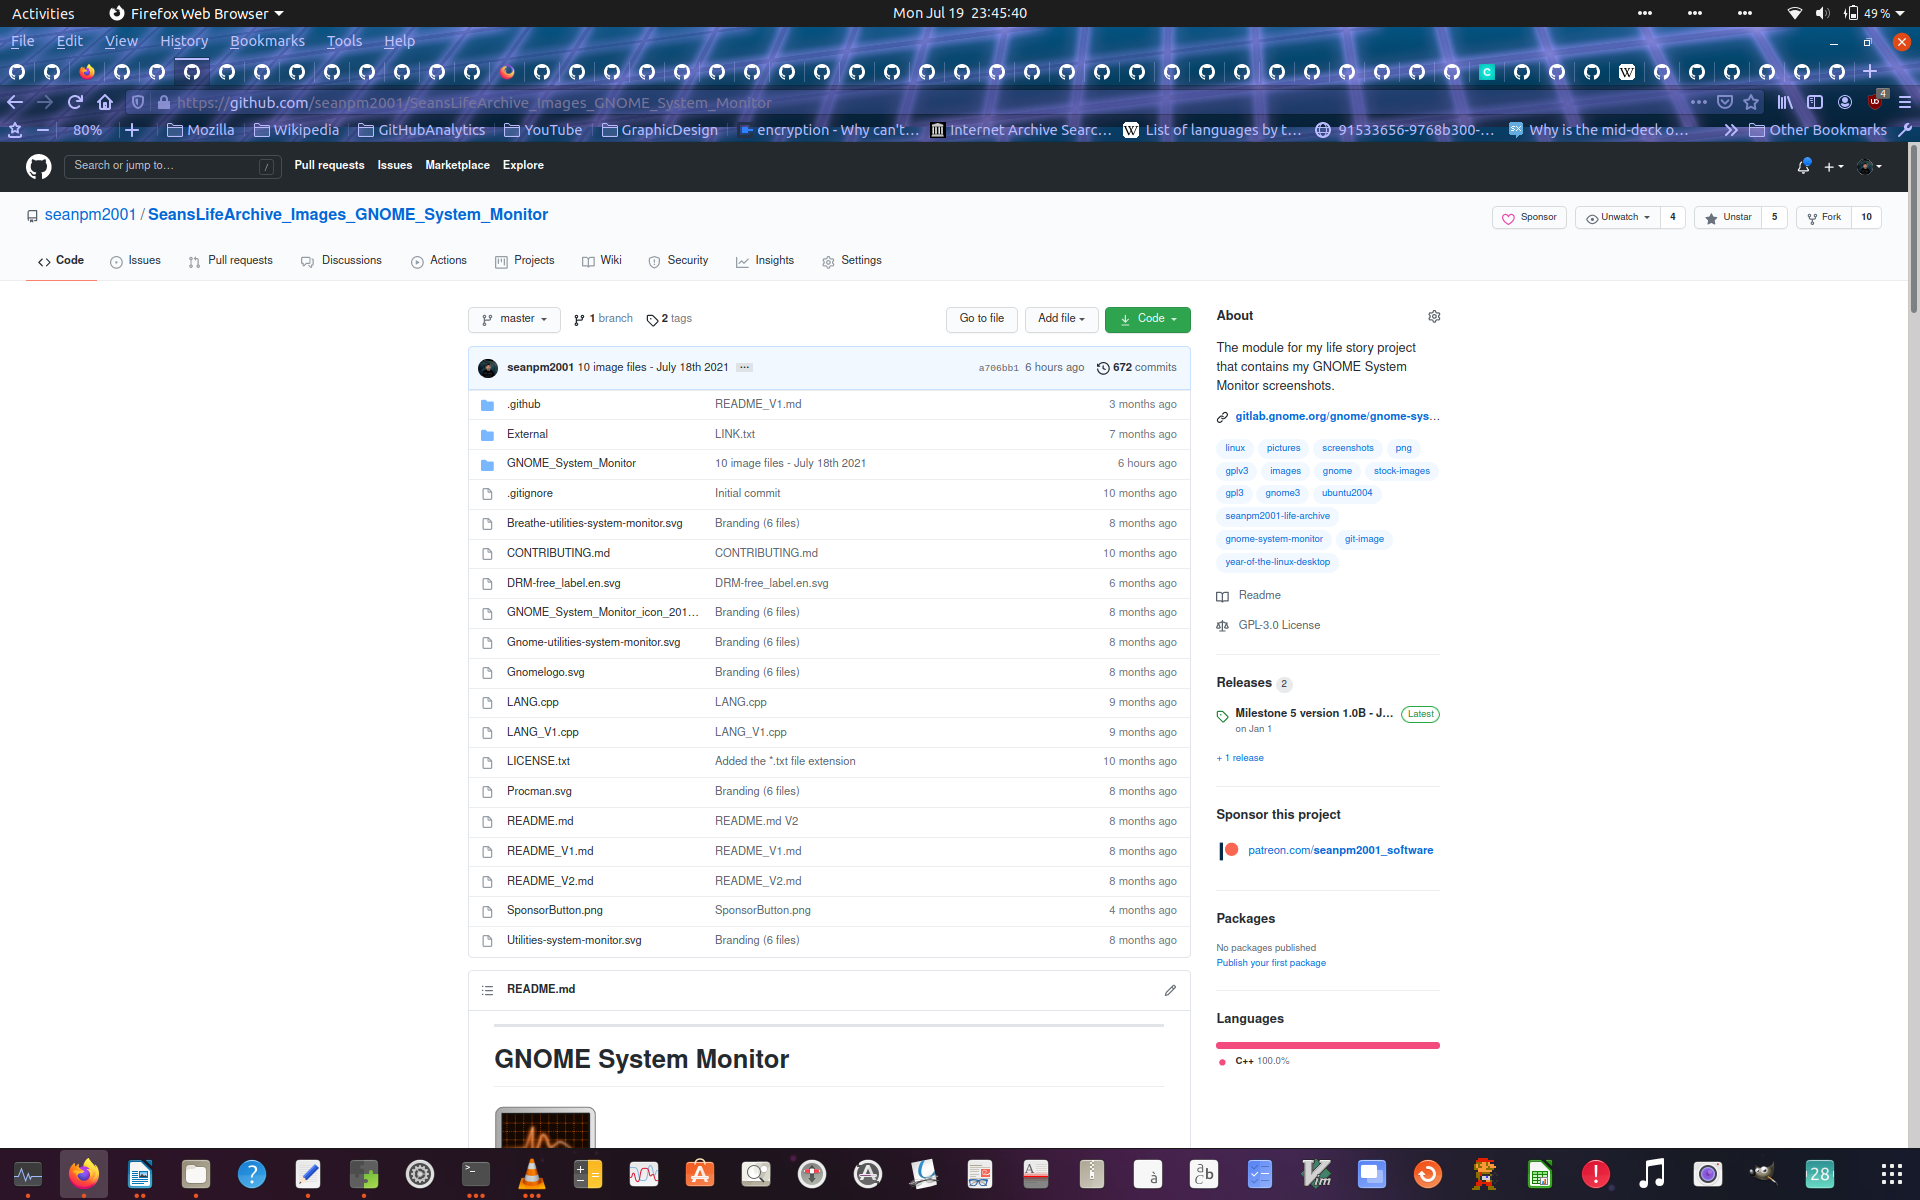 Activities Firefox Web Browser Mon Jul 19 23:45:40 49 %
File Edit View History Bookmarks Tools Help
https://github.com/seanpm2001/SeansLifeArchive_Images_GNOME_System_Monitor 4
80% Mozilla Wikipedia GitHubAnalytics YouTube GraphicDesign encryption - Why can't… Internet Archive Searc… List of languages by t… 91533656-9768b300-… Why is the mid-deck o… Other Bookmarks
Search or jump to… / Pull requests Issues Marketplace Explore
seanpm2001 / SeansLifeArchive_Images_GNOME_System_Monitor Sponsor Unwatch 4 Unstar 5 Fork 10
Code Issues Pull requests Discussions Actions Projects Wiki Security Insights Settings
master 1 branch 2 tags Go to file Add file Code
seanpm2001 10 image files - July 18th 2021 ... a706bb1 6 hours ago 672 commits
.github README_V1.md 3 months ago
External LINK.txt 7 months ago
GNOME_System_Monitor 10 image files - July 18th 2021 6 hours ago
.gitignore Initial commit 10 months ago
Breathe-utilities-system-monitor.svg Branding (6 files) 8 months ago
CONTRIBUTING.md CONTRIBUTING.md 10 months ago
DRM-free_label.en.svg DRM-free_label.en.svg 6 months ago
GNOME_System_Monitor_icon_201… Branding (6 files) 8 months ago
Gnome-utilities-system-monitor.svg Branding (6 files) 8 months ago
Gnomelogo.svg Branding (6 files) 8 months ago
LANG.cpp LANG.cpp 9 months ago
LANG_V1.cpp LANG_V1.cpp 9 months ago
LICENSE.txt Added the *.txt file extension 10 months ago
Procman.svg Branding (6 files) 8 months ago
README.md README.md V2 8 months ago
README_V1.md README_V1.md 8 months ago
README_V2.md README_V2.md 8 months ago
SponsorButton.png SponsorButton.png 4 months ago
Utilities-system-monitor.svg Branding (6 files) 8 months ago
README.md
GNOME System Monitor
About
The module for my life story project
that contains my GNOME System
Monitor screenshots.
gitlab.gnome.org/gnome/gnome-sys…
linux pictures screenshots png
gplv3 images gnome stock-images
gpl3 gnome3 ubuntu2004
seanpm2001-life-archive
gnome-system-monitor git-image
year-of-the-linux-desktop
Readme
GPL-3.0 License
Releases 2
Milestone 5 version 1.0B - J… Latest
on Jan 1
+ 1 release
Sponsor this project
patreon.com/seanpm2001_software
Packages
No packages published
Publish your first package
Languages
C++ 100.0%
28